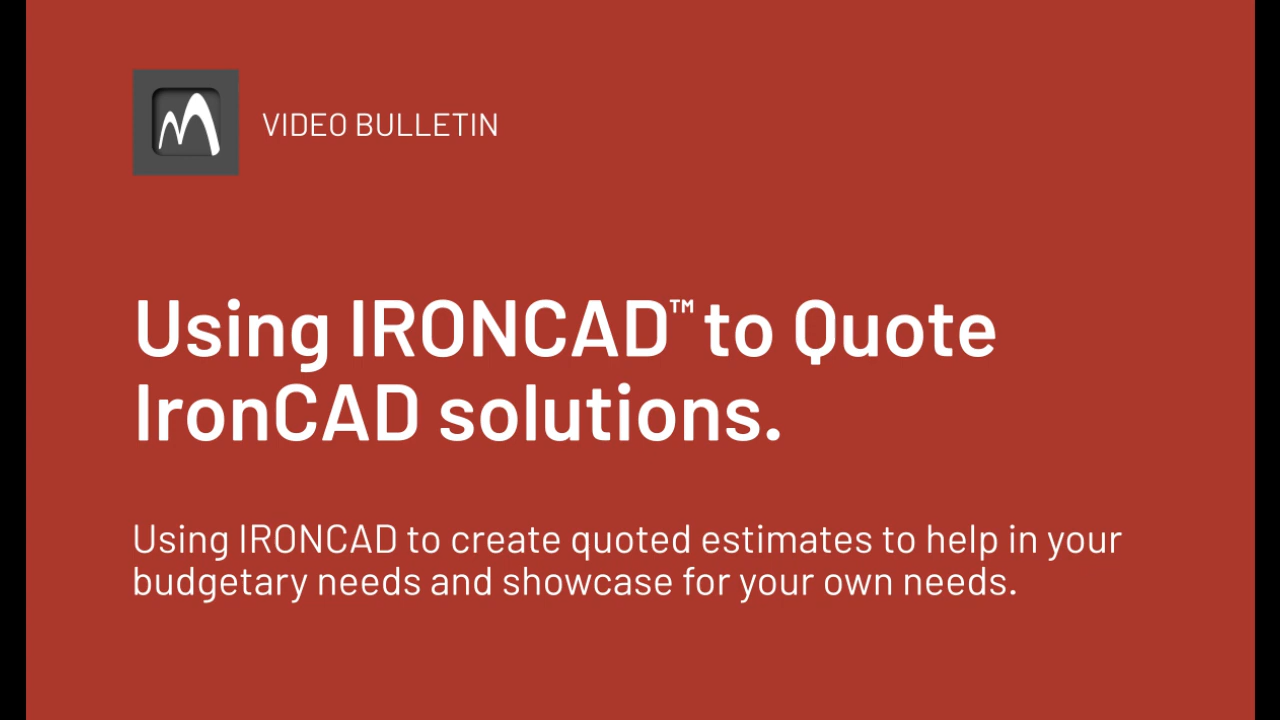 VIDEO BULLETIN
Using IRONCAD™ to Quote
IronCAD solutions.
Using IRONCAD to create quoted estimates to help in your
budgetary needs and showcase for your own needs.